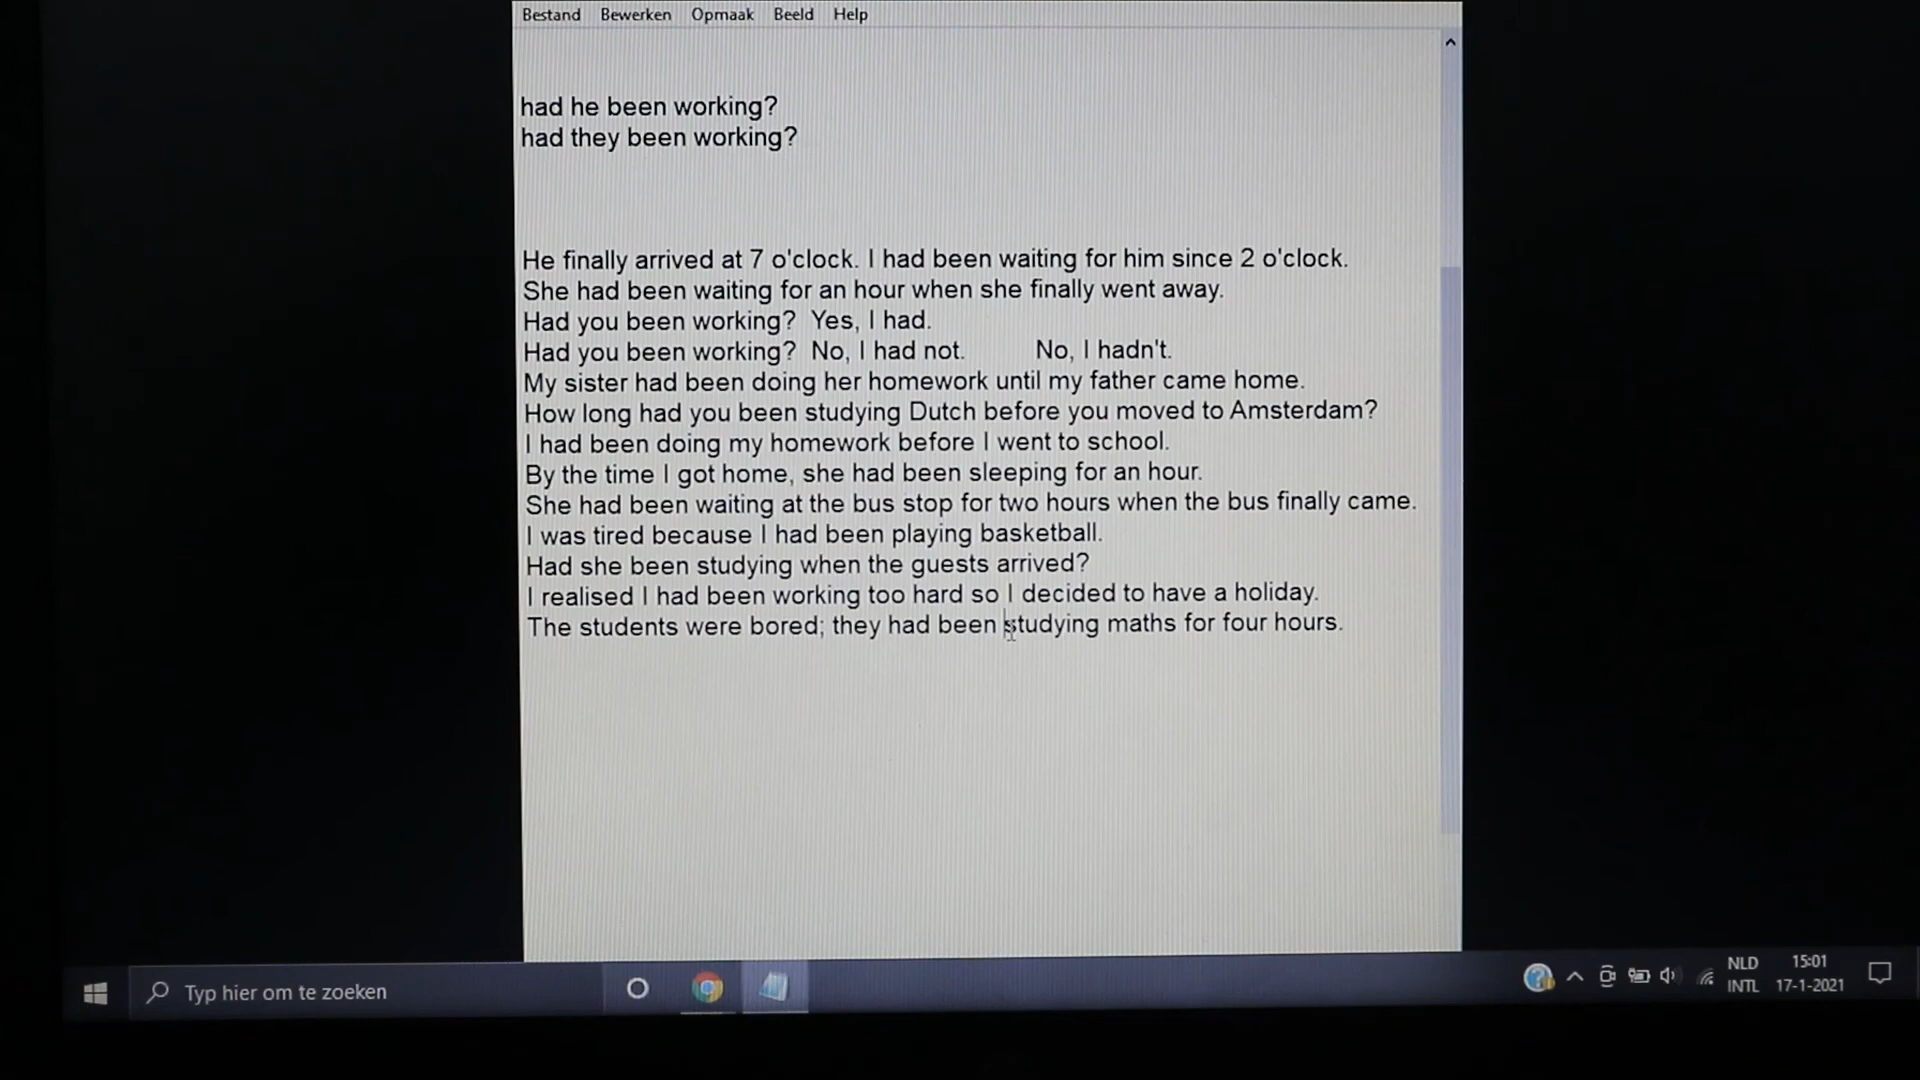 Bestand Bewerken Opmaak Beeld Help
had he been working?
had they been working?
He finally arrived at 7 o'clock. I had been waiting for him since 2 o'clock.
She had been waiting for an hour when she finally went away.
Had you been working? Yes, I had.
Had you been working? No, I had not. No, I hadn't.
My sister had been doing her homework until my father came home.
How long had you been studying Dutch before you moved to Amsterdam?
I had been doing my homework before I went to school.
By the time I got home, she had been sleeping for an hour.
She had been waiting at the bus stop for two hours when the bus finally came.
I was tired because I had been playing basketball.
Had she been studying when the guests arrived?
I realised I had been working too hard so I decided to have a holiday.
The students were bored; they had been studying maths for four hours.
Typ hier om te zoeken
NLD 15:01
INTL 17-1-2021